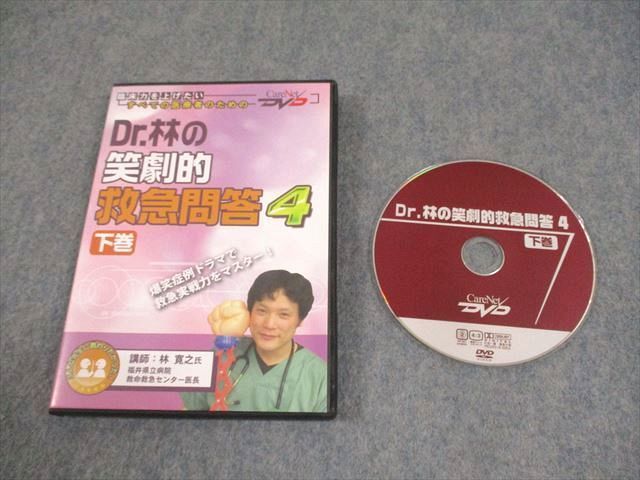 臨床力を上げたい
すべての医療者のための
CareNet
DVD
Dr.林の
笑劇的
救急問答4
下巻
爆笑症例ドラマで
救急実戦力をマスター!
講師:林 寛之氏
福井県立病院
救命救急センター医長
Dr.林の笑劇的救急問答4
下巻
CareNet
DVD
2
4:3
DVD